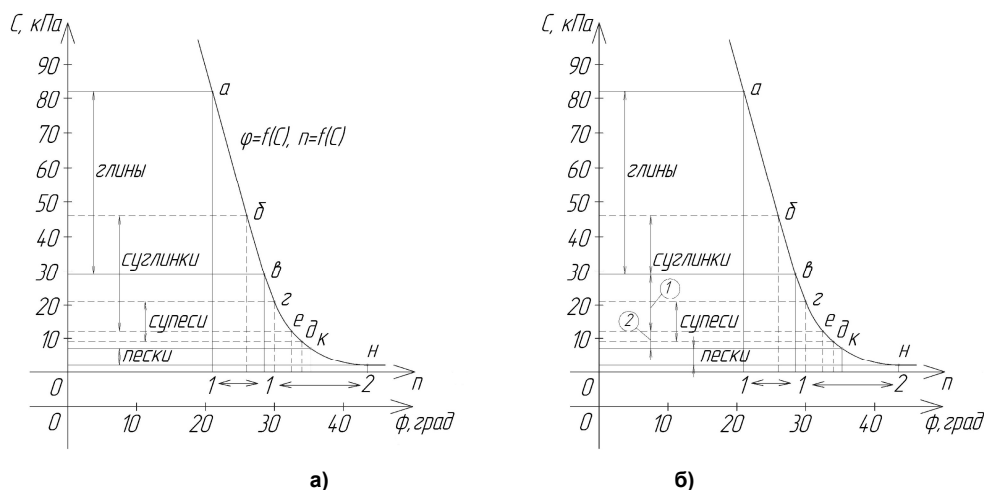 C, кПа
90
80
70
60
50
40
30
20
10
0
0
а
φ=f(C), n=f(C)
глины
б
суглинки
в
г
супеси
е
д
к
пески
н
1
1
2
п
10
20
30
40
ф, град
а)
C, кПа
90
80
70
60
50
40
30
20
10
0
0
а
глины
б
суглинки
в
1
г
2
супеси
е
д
к
пески
н
1
1
2
п
10
20
30
40
ф, град
б)